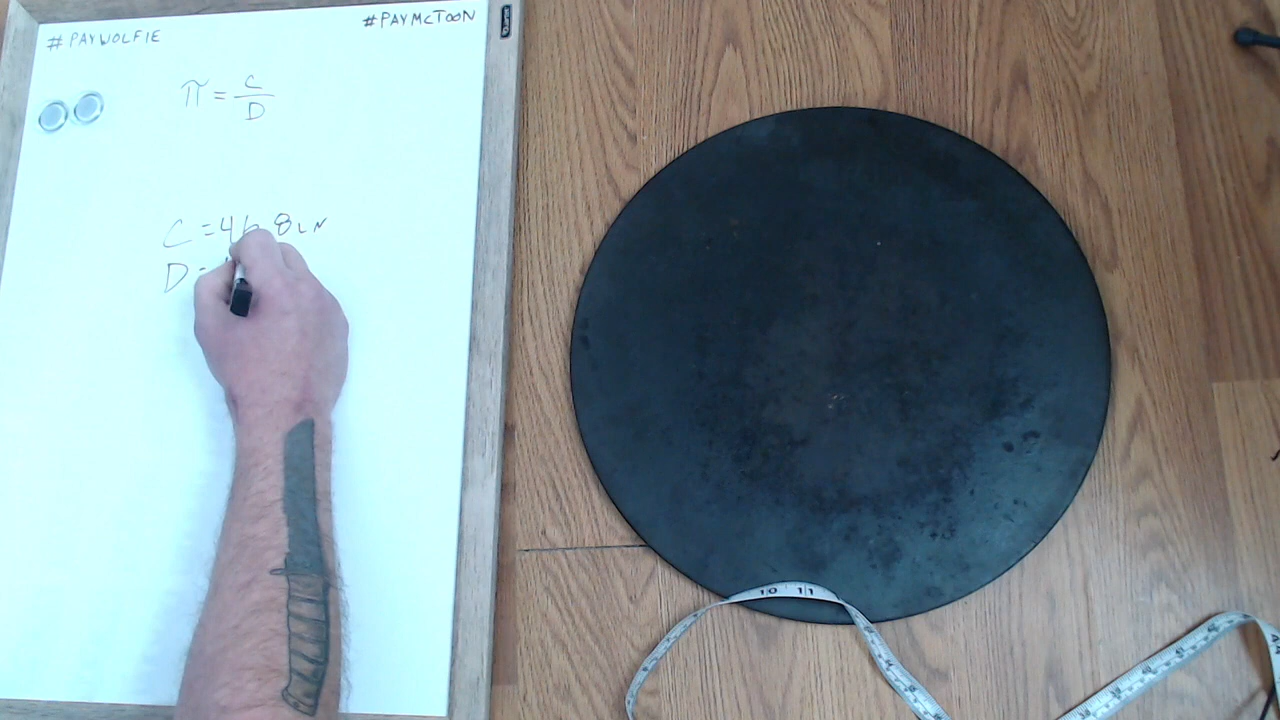 #PAYWOLFIE
#PAYMCTOON
π = C/D
C = 46 8 IN
D =
10 11